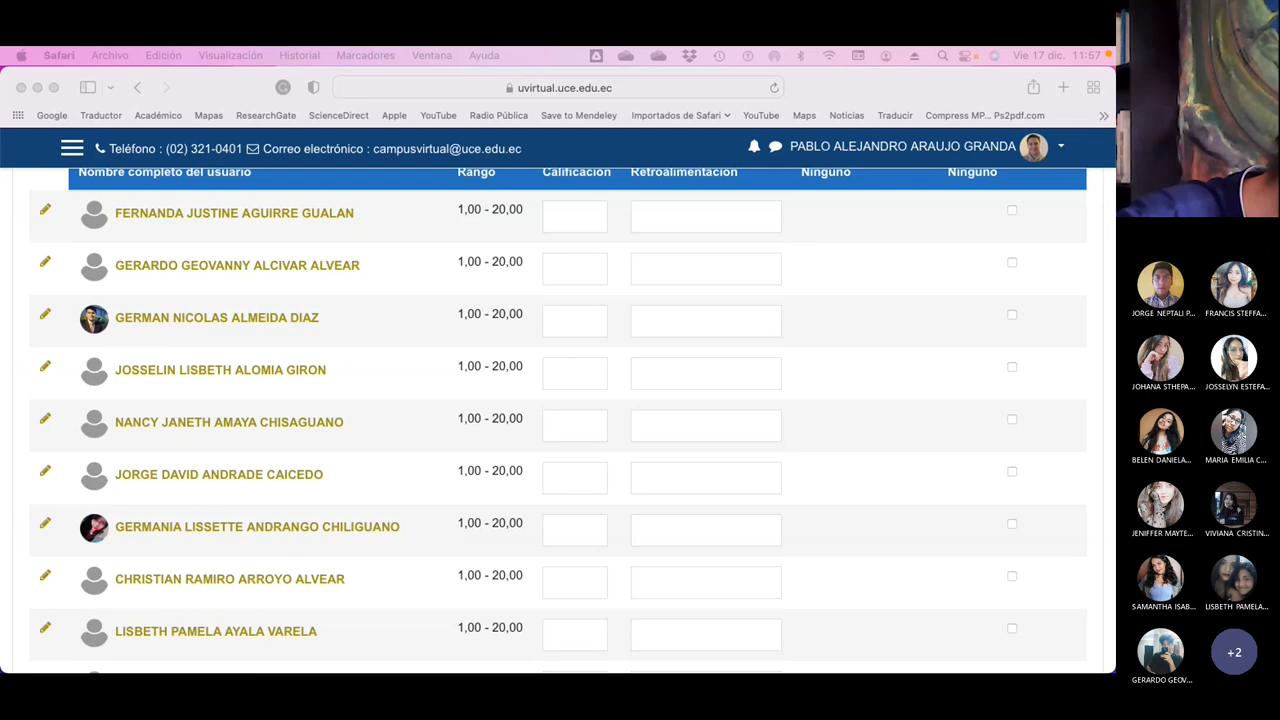 Safari Archivo Edición Visualización Historial Marcadores Ventana Ayuda Vie 17 dic. 11:57
uvirtual.uce.edu.ec
Google Traductor Académico Mapas ResearchGate ScienceDirect Apple YouTube Radio Pública Save to Mendeley Importados de Safari YouTube Maps Noticias Traducir Compress MP... Ps2pdf.com
Teléfono : (02) 321-0401 Correo electrónico : campusvirtual@uce.edu.ec PABLO ALEJANDRO ARAUJO GRANDA
Nombre completo del usuario Rango Calificación Retroalimentación Ninguno Ninguno
FERNANDA JUSTINE AGUIRRE GUALAN 1,00 - 20,00
GERARDO GEOVANNY ALCIVAR ALVEAR 1,00 - 20,00
GERMAN NICOLAS ALMEIDA DIAZ 1,00 - 20,00
JOSSELIN LISBETH ALOMIA GIRON 1,00 - 20,00
NANCY JANETH AMAYA CHISAGUANO 1,00 - 20,00
JORGE DAVID ANDRADE CAICEDO 1,00 - 20,00
GERMANIA LISSETTE ANDRANGO CHILIGUANO 1,00 - 20,00
CHRISTIAN RAMIRO ARROYO ALVEAR 1,00 - 20,00
LISBETH PAMELA AYALA VARELA 1,00 - 20,00
JORGE NEPTALI P... FRANCIS STEFFA...
JOHANA STHEPA... JOSSELYN ESTEFA...
BELEN DANIELA... MARIA EMILIA C...
JENIFFER MAYTE... VIVIANA CRISTIN...
SAMANTHA ISAB... LISBETH PAMELA...
GERARDO GEOV... +2